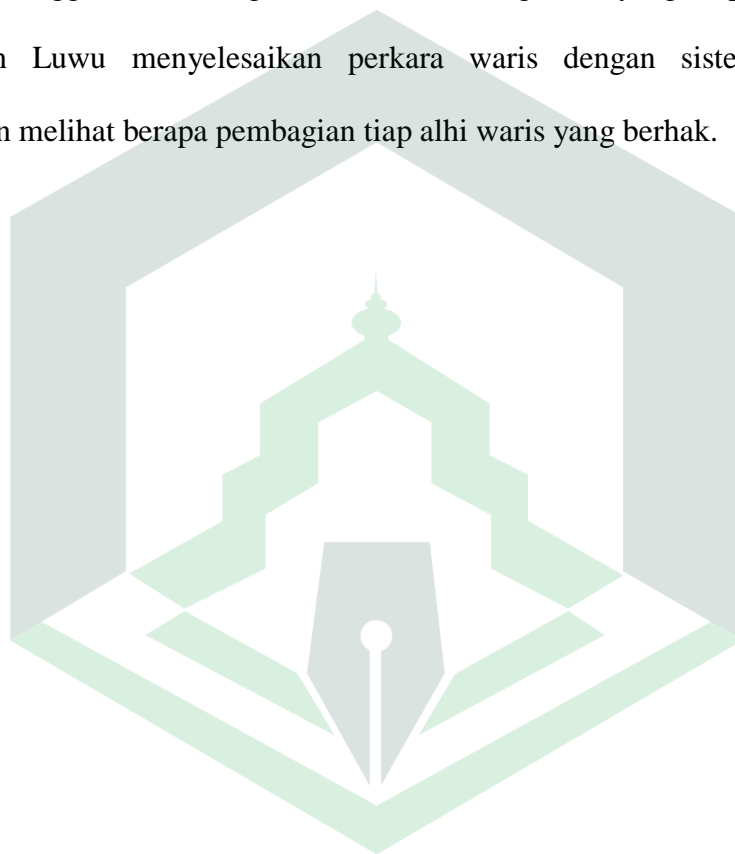 n Luwu menyelesaikan perkara waris dengan siste
n melihat berapa pembagian tiap alhi waris yang berhak.